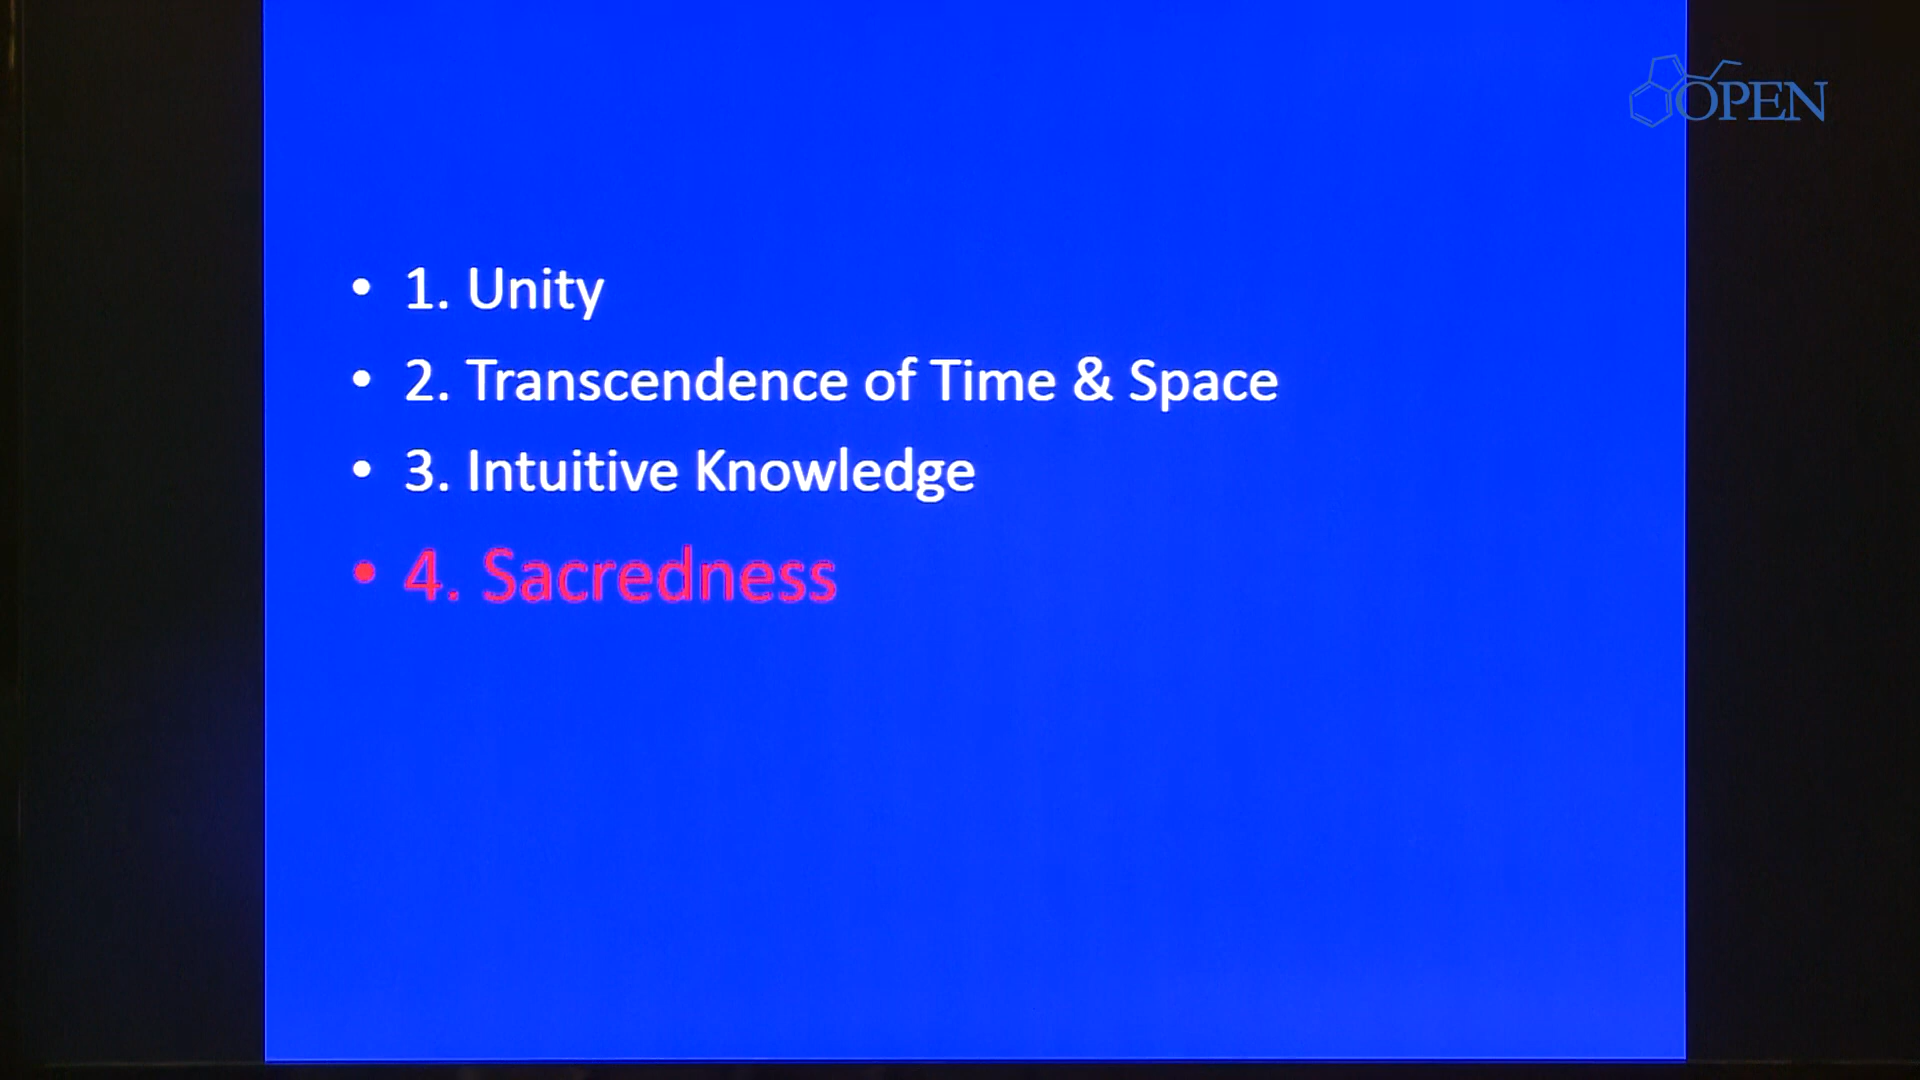 OPEN
• 1. Unity
• 2. Transcendence of Time & Space
• 3. Intuitive Knowledge
• 4. Sacredness